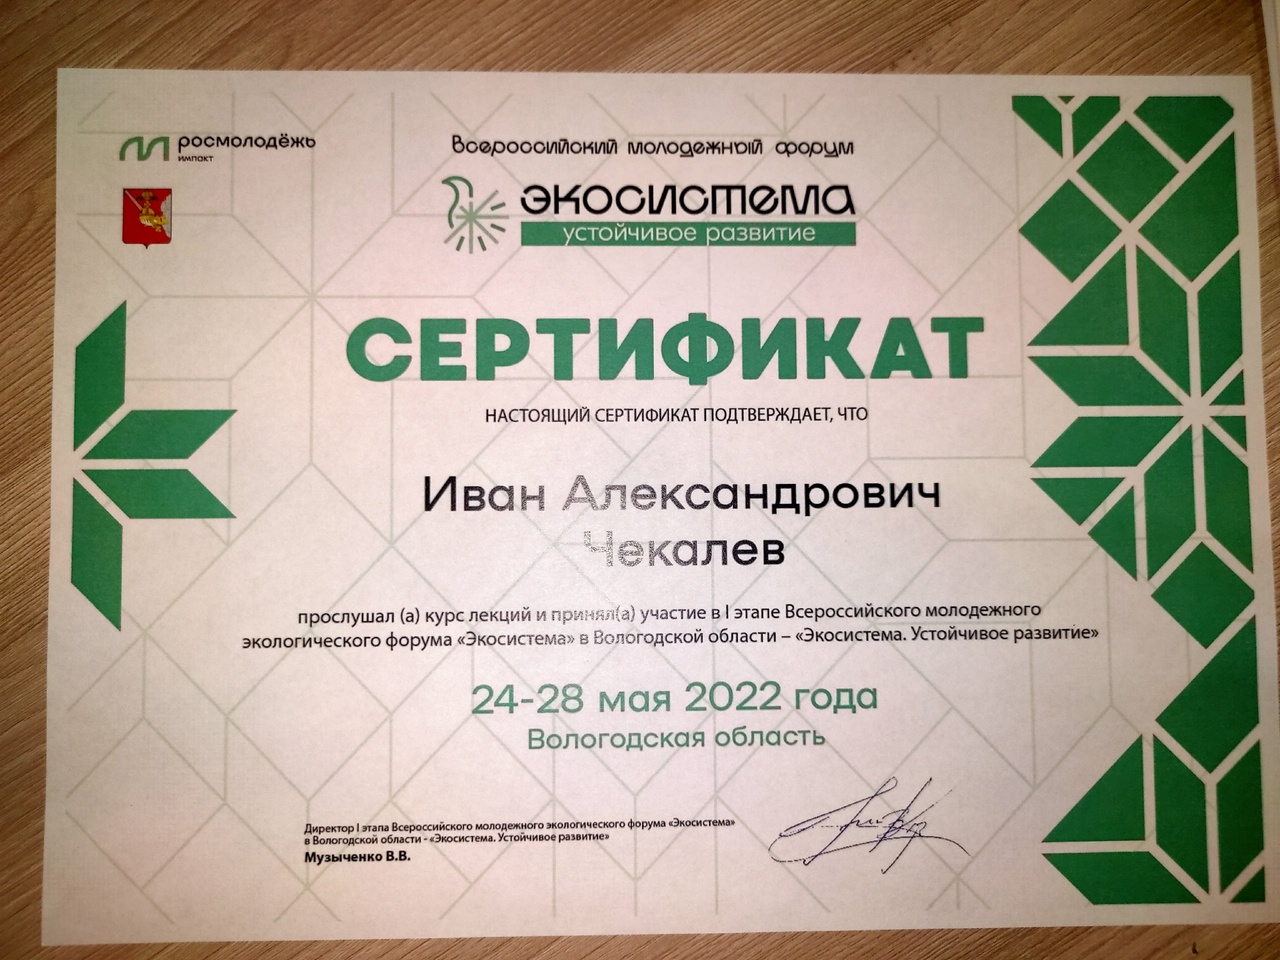 росмолодёжь
импакт
Всероссийский молодежный форум
экосистема
устойчивое развитие
СЕРТИФИКАТ
НАСТОЯЩИЙ СЕРТИФИКАТ ПОДТВЕРЖДАЕТ, ЧТО
Иван Александрович
Чекалев
прослушал (а) курс лекций и принял(а) участие в I этапе Всероссийского молодежного
экологического форума «Экосистема» в Вологодской области – «Экосистема. Устойчивое развитие»
24-28 мая 2022 года
Вологодская область
Директор I этапа Всероссийского молодежного экологического форума «Экосистема»
в Вологодской области - «Экосистема. Устойчивое развитие»
Музыченко В.В.